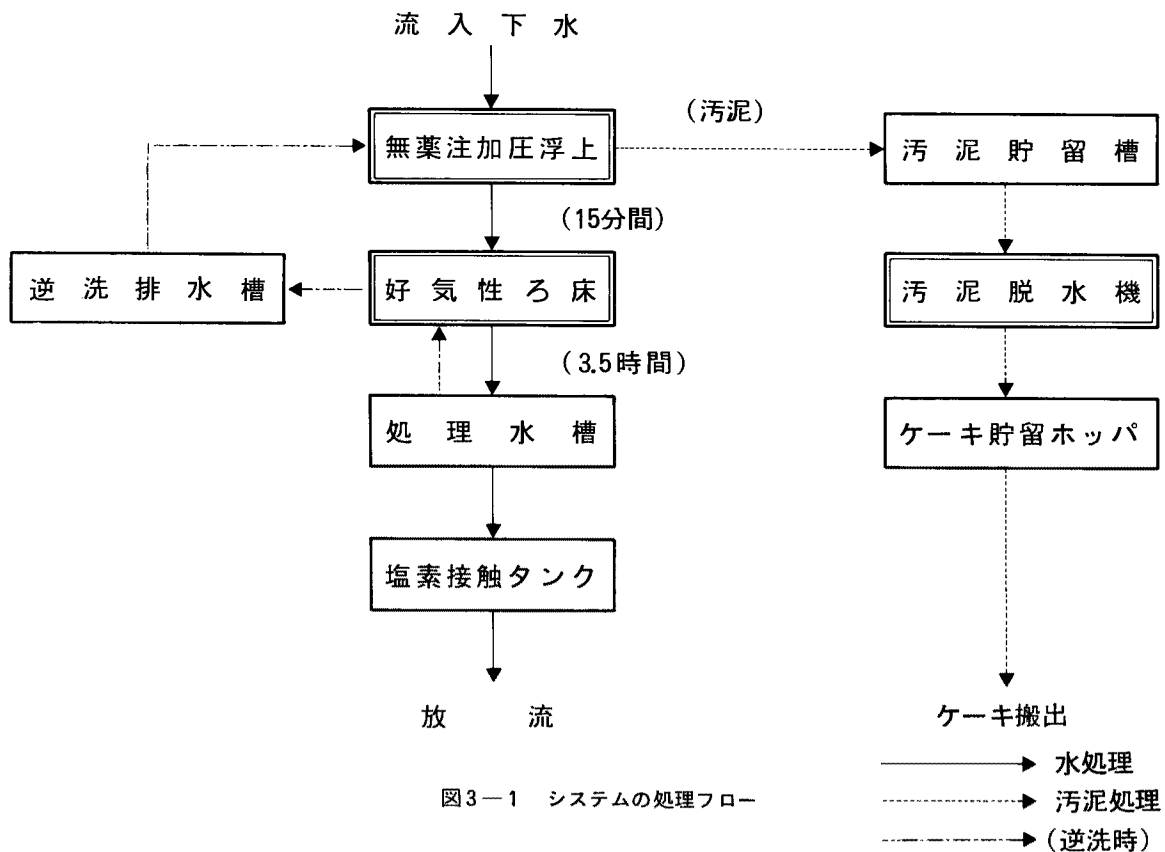 流入下水
無薬注加圧浮上
(汚泥)
汚泥貯留槽
(15分間)
逆洗排水槽
好気性ろ床
汚泥脱水機
(3.5時間)
処理水槽
ケーキ貯留ホッパ
塩素接触タンク
放流
ケーキ搬出
水処理
汚泥処理
(逆洗時)
図3-1 システムの処理フロー